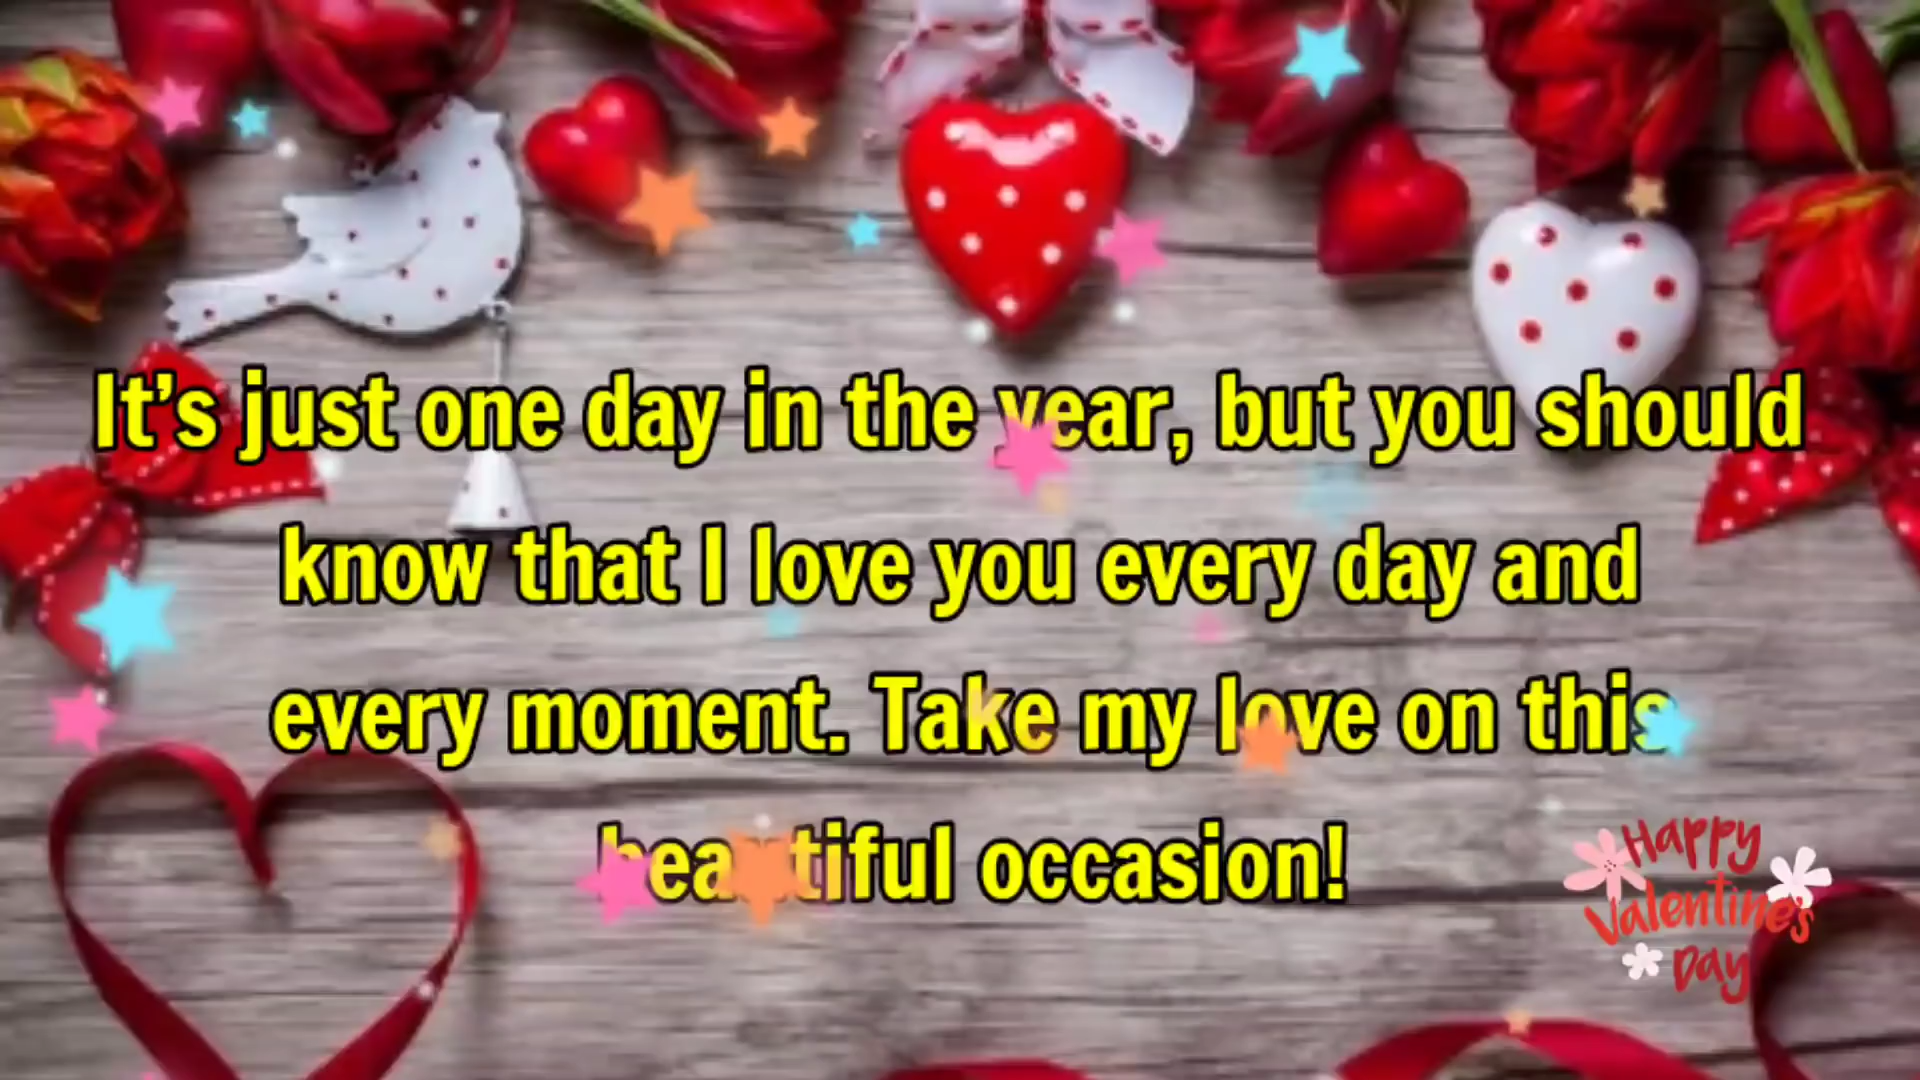 It’s just one day in the year, but you should
know that I love you every day and
every moment. Take my love on this
beautiful occasion!
Happy
Valentine's
Day